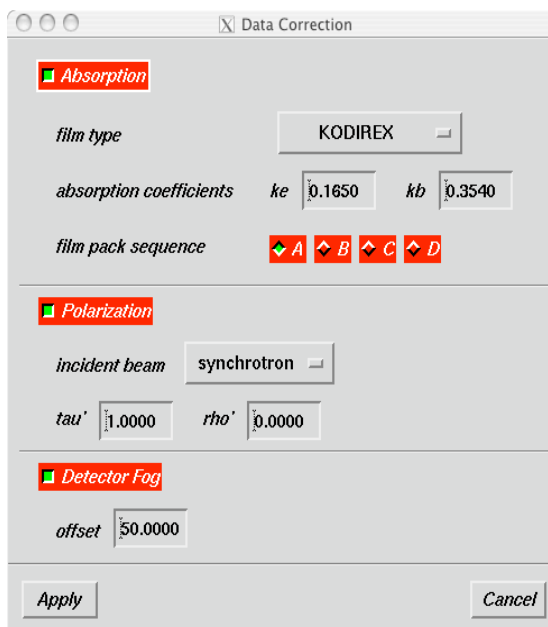 X Data Correction
Absorption
film type KODIREX
absorption coefficients ke 0.1650 kb 0.3540
film pack sequence A B C D
Polarization
incident beam synchrotron
tau' 1.0000 rho' 0.0000
Detector Fog
offset 50.0000
Apply Cancel